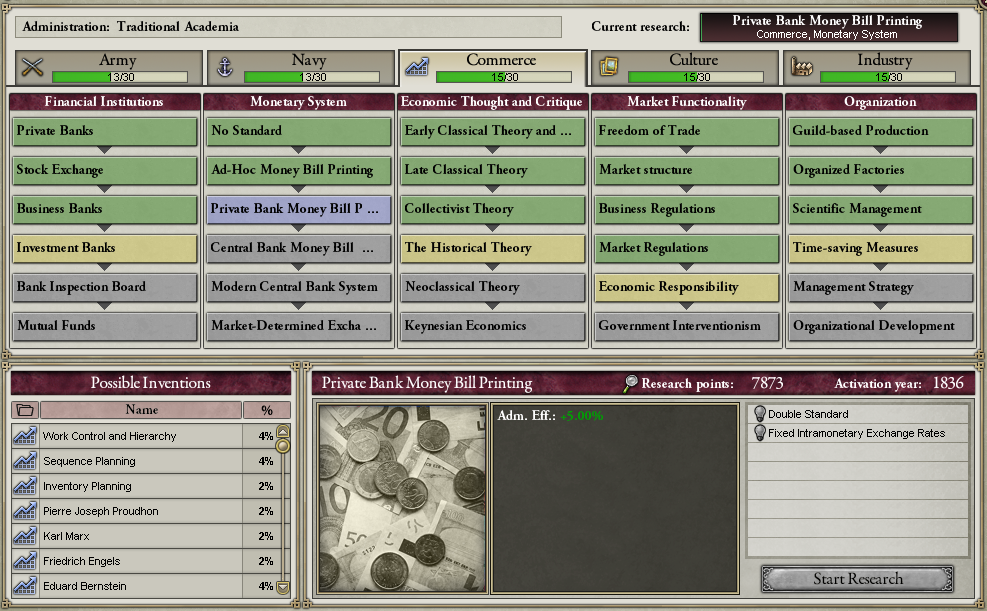 Administration: Traditional Academia
Current research:
Private Bank Money Bill Printing
Commerce, Monetary System
Army
13/30
Navy
13/30
Commerce
15/30
Culture
15/30
Industry
15/30
Financial Institutions
Private Banks
Stock Exchange
Business Banks
Investment Banks
Bank Inspection Board
Mutual Funds
Monetary System
No Standard
Ad-Hoc Money Bill Printing
Private Bank Money Bill P ...
Central Bank Money Bill ...
Modern Central Bank System
Market-Determined Excha ...
Economic Thought and Critique
Early Classical Theory and ...
Late Classical Theory
Collectivist Theory
The Historical Theory
Neoclassical Theory
Keynesian Economics
Market Functionality
Freedom of Trade
Market structure
Business Regulations
Market Regulations
Economic Responsibility
Government Interventionism
Organization
Guild-based Production
Organized Factories
Scientific Management
Time-saving Measures
Management Strategy
Organizational Development
Possible Inventions
Name %
Work Control and Hierarchy 4%
Sequence Planning 4%
Inventory Planning 2%
Pierre Joseph Proudhon 2%
Karl Marx 2%
Friedrich Engels 2%
Eduard Bernstein 4%
Private Bank Money Bill Printing
Research points: 7873
Activation year: 1836
Adm. Eff.: +5.00%
Double Standard
Fixed Intramonetary Exchange Rates
Start Research